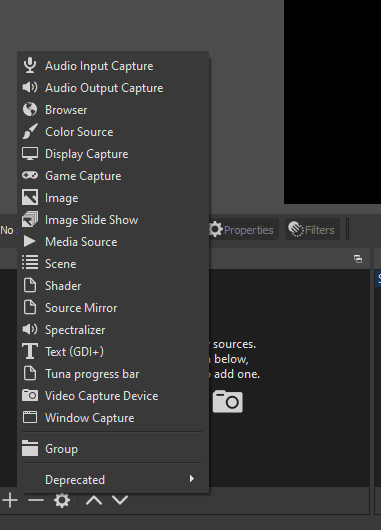 Audio Input Capture
Audio Output Capture
Browser
Color Source
Display Capture
Game Capture
Image
Image Slide Show
Media Source
Scene
Shader
Source Mirror
Spectralizer
Text (GDI+)
Tuna progress bar
Video Capture Device
Window Capture
Group
Deprecated
No
Properties
Filters
sources.
below,
add one.